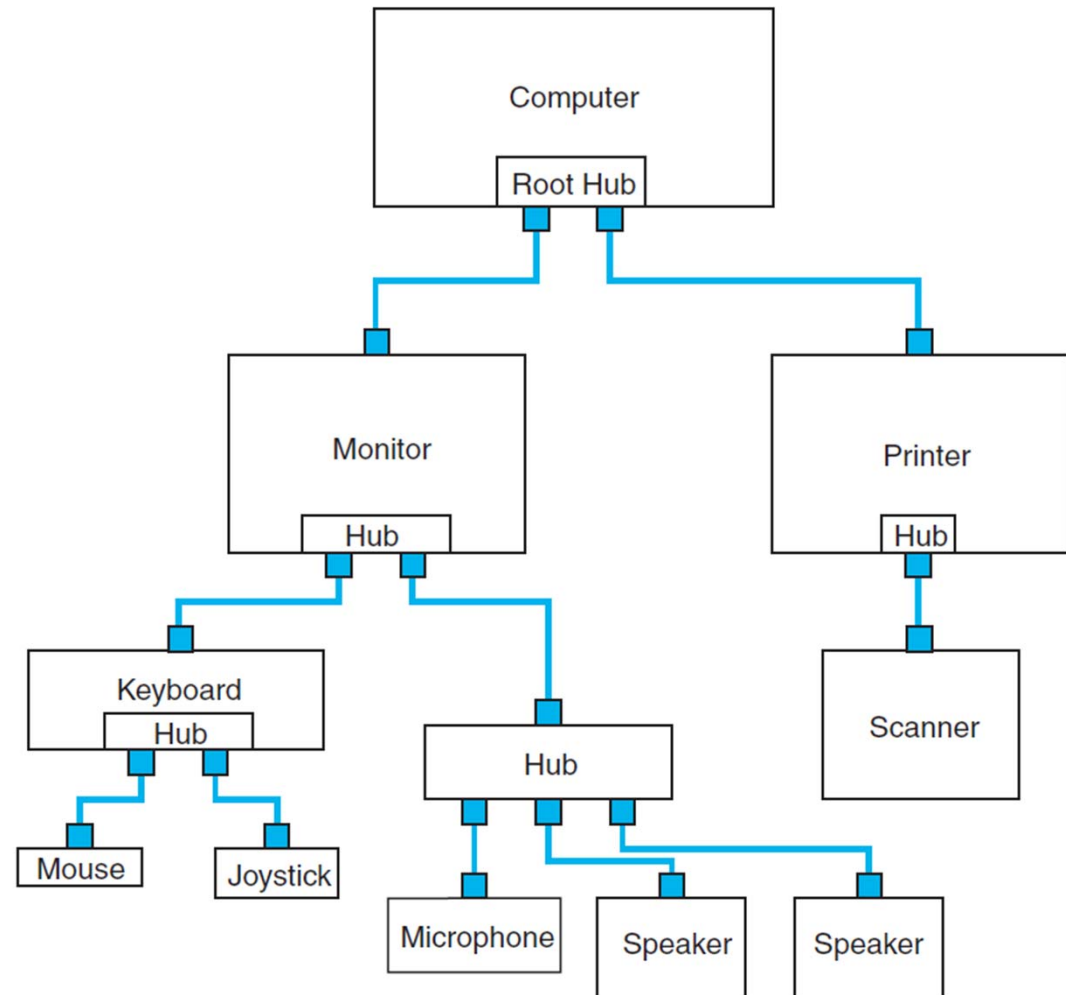 Computer
Root Hub
Monitor
Printer
Hub
Hub
Keyboard
Hub
Scanner
Hub
Mouse
Joystick
Microphone
Speaker
Speaker